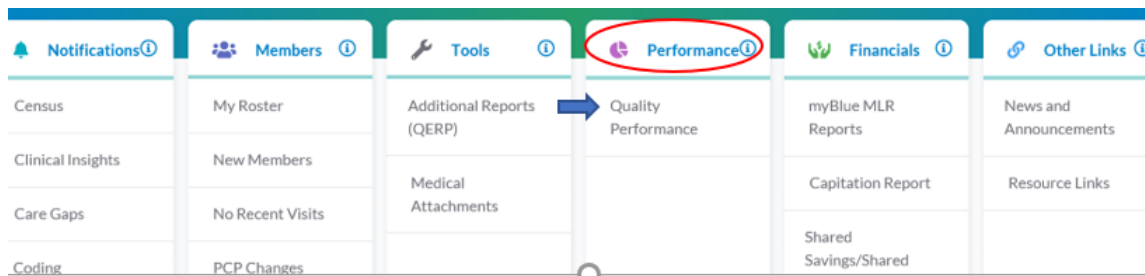 Notifications
Census
Clinical Insights
Care Gaps
Coding
Members
My Roster
New Members
No Recent Visits
PCP Changes
Tools
Additional Reports
(QERP)
Medical
Attachments
Performance
Quality
Performance
Financials
myBlue MLR
Reports
Capitation Report
Shared
Savings/Shared
Other Links
News and
Announcements
Resource Links